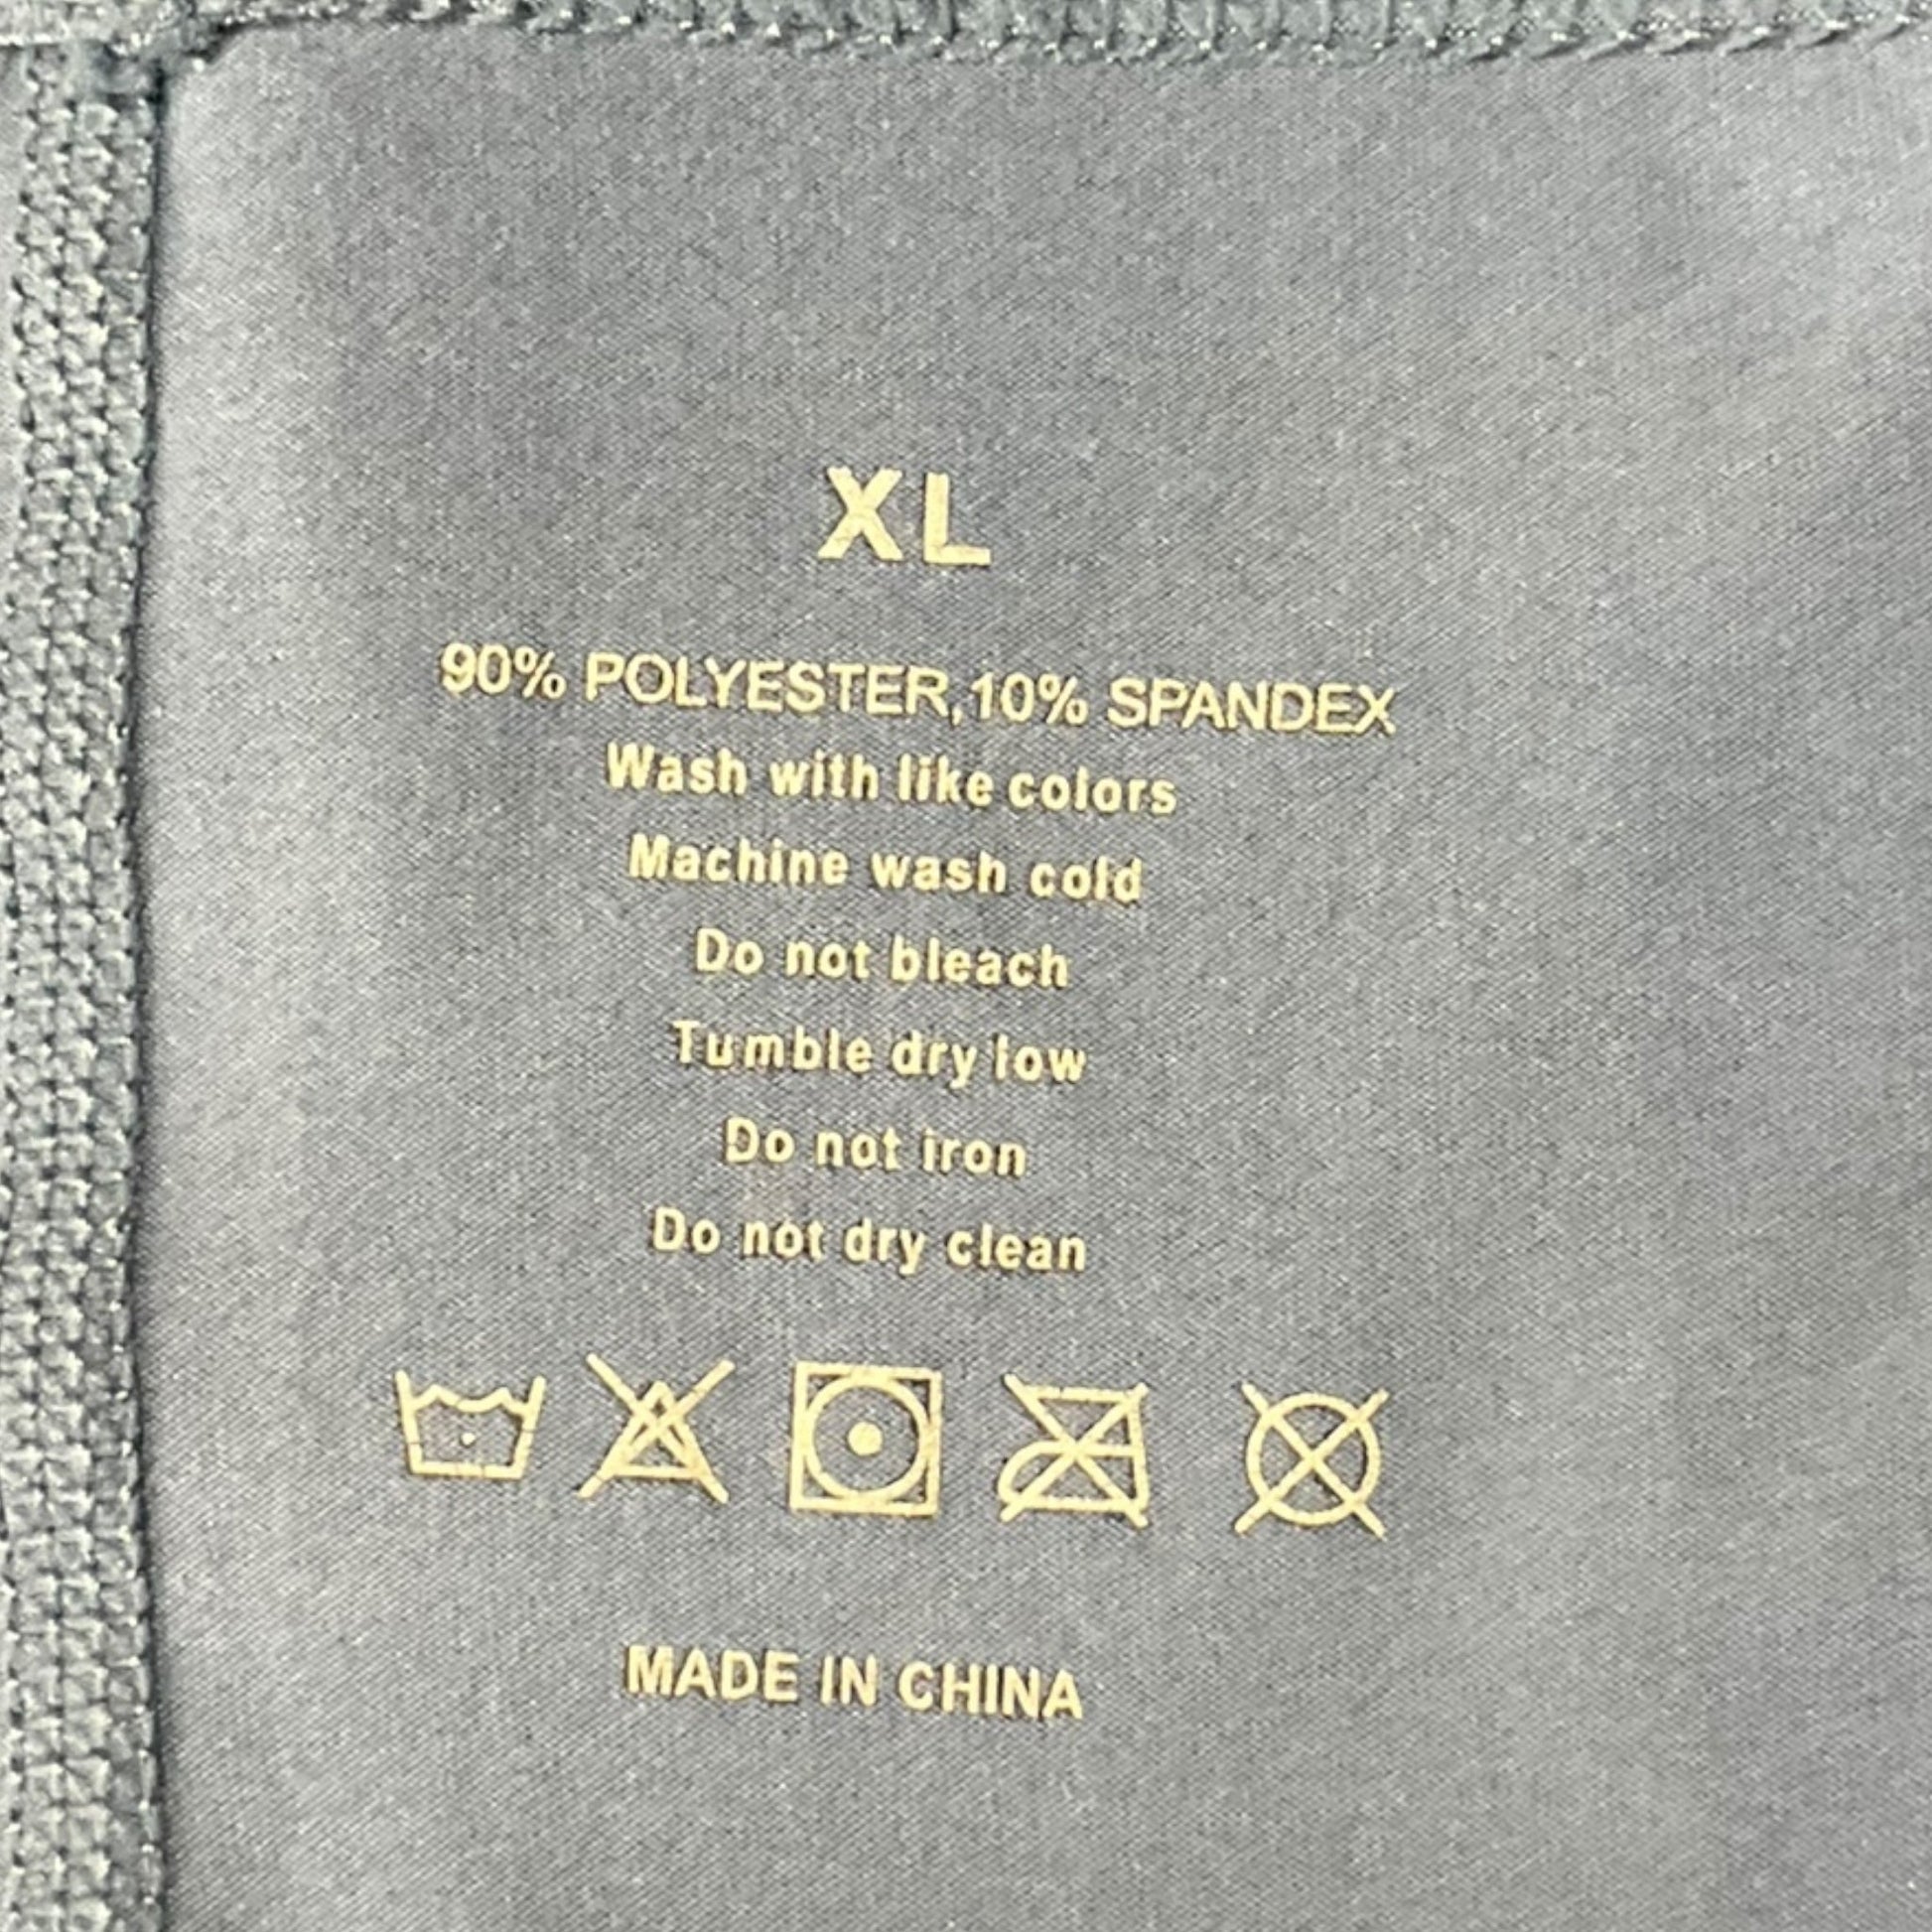 XL
90% POLYESTER,10% SPANDEX
Wash with like colors
Machine wash cold
Do not bleach
Tumble dry low
Do not iron
Do not dry clean
MADE IN CHINA